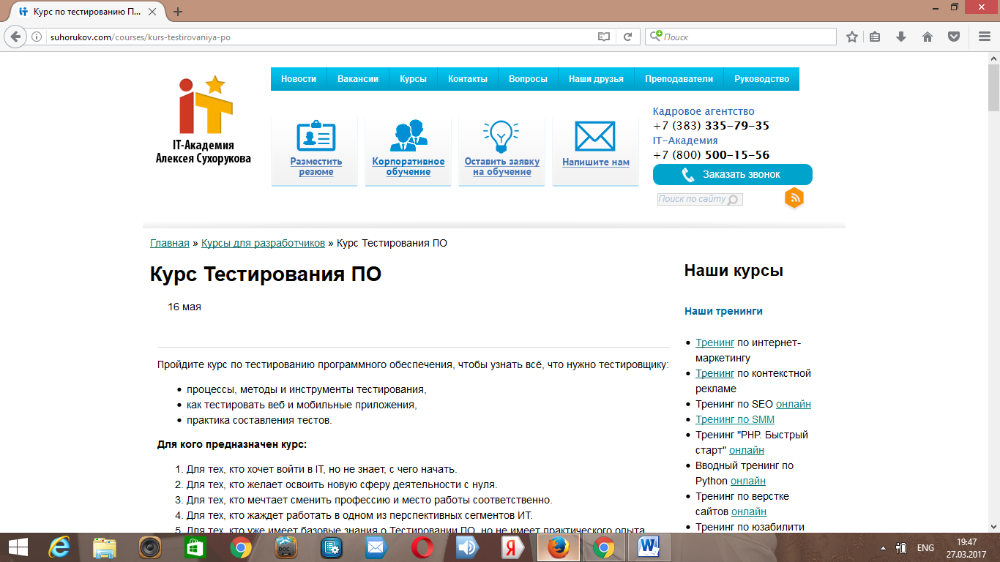 Курс по тестированию П...
suhorukov.com/courses/kurs-testirovaniya-po
Поиск
IT-Академия
Алексея Сухорукова
Новости Вакансии Курсы Контакты Вопросы Наши друзья Преподаватели Руководство
Разместить
резюме
Корпоративное
обучение
Оставить заявку
на обучение
Напишите нам
Кадровое агентство
+7 (383) 335-79-35
IT-Академия
+7 (800) 500-15-56
Заказать звонок
Поиск по сайту
Главная » Курсы для разработчиков » Курс Тестирования ПО
Курс Тестирования ПО
16 мая
Пройдите курс по тестированию программного обеспечения, чтобы узнать всё, что нужно тестировщику:
• процессы, методы и инструменты тестирования,
• как тестировать веб и мобильные приложения,
• практика составления тестов.
Для кого предназначен курс:
1. Для тех, кто хочет войти в IT, но не знает, с чего начать.
2. Для тех, кто желает освоить новую сферу деятельности с нуля.
3. Для тех, кто мечтает сменить профессию и место работы соответственно.
4. Для тех, кто жаждет работать в одном из перспективных сегментов ИТ.
5. Для тех, кто уже имеет базовые знания о Тестировании ПО, но не имеет практического опыта
Наши курсы
Наши тренинги
• Тренинг по интернет-
маркетингу
• Тренинг по контекстной
рекламе
• Тренинг по SEO онлайн
• Тренинг по SMM
• Тренинг "PHP. Быстрый
старт" онлайн
• Вводный тренинг по
Python онлайн
• Тренинг по верстке
сайтов онлайн
• Тренинг по юзабилити
DOC
ENG
19:47
27.03.2017